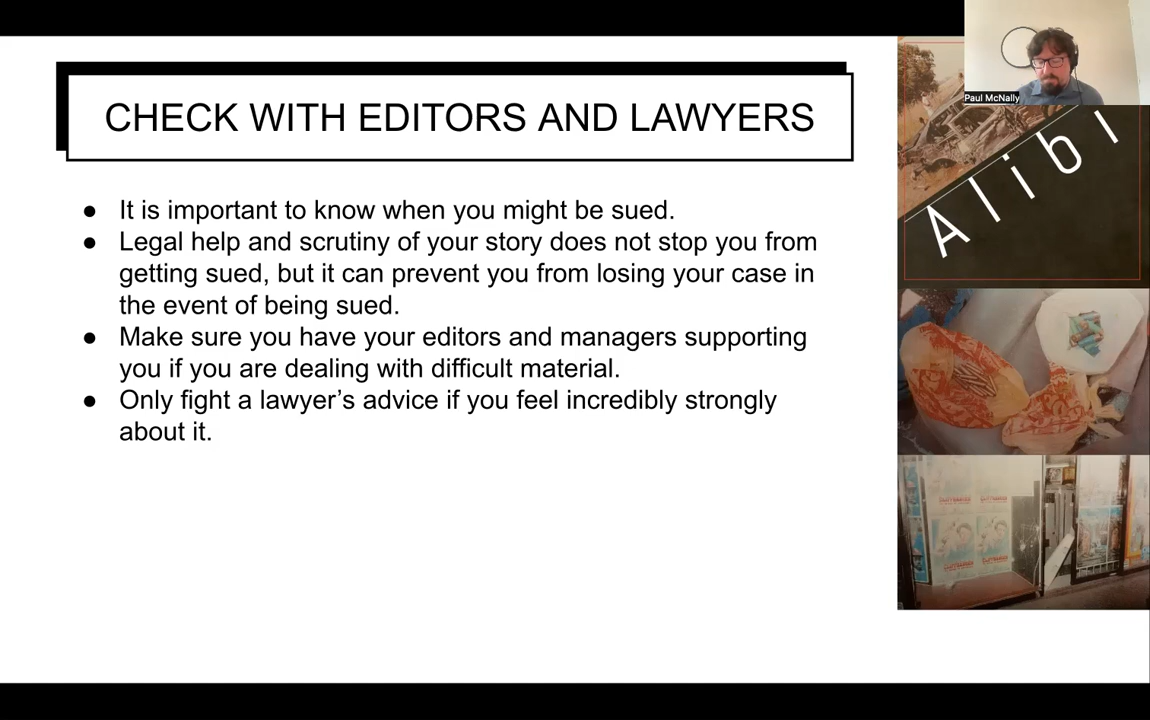 CHECK WITH EDITORS AND LAWYERS
● It is important to know when you might be sued.
● Legal help and scrutiny of your story does not stop you from
getting sued, but it can prevent you from losing your case in
the event of being sued.
● Make sure you have your editors and managers supporting
you if you are dealing with difficult material.
● Only fight a lawyer’s advice if you feel incredibly strongly
about it.
Paul McNally
Alibi